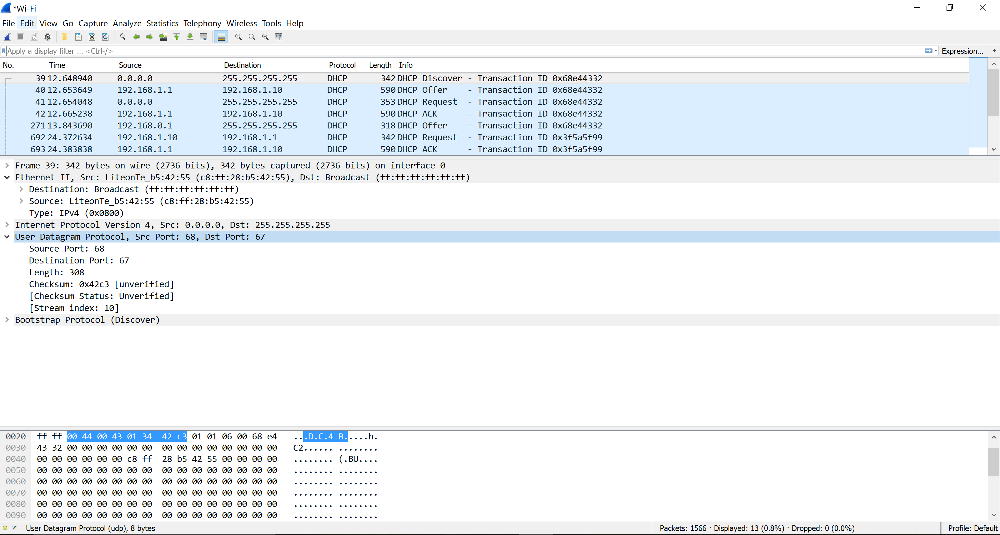 *Wi-Fi
File Edit View Go Capture Analyze Statistics Telephony Wireless Tools Help
Apply a display filter ... <Ctrl-/> Expression... +
No. Time Source Destination Protocol Length Info
39 12.648940 0.0.0.0 255.255.255.255 DHCP 342 DHCP Discover - Transaction ID 0x68e44332
40 12.653649 192.168.1.1 192.168.1.10 DHCP 590 DHCP Offer - Transaction ID 0x68e44332
41 12.654048 0.0.0.0 255.255.255.255 DHCP 353 DHCP Request - Transaction ID 0x68e44332
42 12.665238 192.168.1.1 192.168.1.10 DHCP 590 DHCP ACK - Transaction ID 0x68e44332
271 13.843690 192.168.0.1 255.255.255.255 DHCP 318 DHCP Offer - Transaction ID 0x68e44332
692 24.372634 192.168.1.10 192.168.1.1 DHCP 342 DHCP Request - Transaction ID 0x3f5a5f99
693 24.383838 192.168.1.1 192.168.1.10 DHCP 590 DHCP ACK - Transaction ID 0x3f5a5f99
Frame 39: 342 bytes on wire (2736 bits), 342 bytes captured (2736 bits) on interface 0
Ethernet II, Src: LiteonTe_b5:42:55 (c8:ff:28:b5:42:55), Dst: Broadcast (ff:ff:ff:ff:ff:ff)
Destination: Broadcast (ff:ff:ff:ff:ff:ff)
Source: LiteonTe_b5:42:55 (c8:ff:28:b5:42:55)
Type: IPv4 (0x0800)
Internet Protocol Version 4, Src: 0.0.0.0, Dst: 255.255.255.255
User Datagram Protocol, Src Port: 68, Dst Port: 67
Source Port: 68
Destination Port: 67
Length: 308
Checksum: 0x42c3 [unverified]
[Checksum Status: Unverified]
[Stream index: 10]
Bootstrap Protocol (Discover)
0020 ff ff 00 44 00 43 01 34 42 c3 01 01 06 00 68 e4 ...D.C.4 B.....h.
0030 43 32 00 00 00 00 00 00 00 00 00 00 00 00 00 00 C2...... ........
0040 00 00 00 00 00 00 c8 ff 28 b5 42 55 00 00 00 00 ........ (.BU....
0050 00 00 00 00 00 00 00 00 00 00 00 00 00 00 00 00 ........ ........
0060 00 00 00 00 00 00 00 00 00 00 00 00 00 00 00 00 ........ ........
0070 00 00 00 00 00 00 00 00 00 00 00 00 00 00 00 00 ........ ........
0080 00 00 00 00 00 00 00 00 00 00 00 00 00 00 00 00 ........ ........
0090 00 00 00 00 00 00 00 00 00 00 00 00 00 00 00 00 ........ ........
User Datagram Protocol (udp), 8 bytes Packets: 1566 · Displayed: 13 (0.8%) · Dropped: 0 (0.0%) Profile: Default